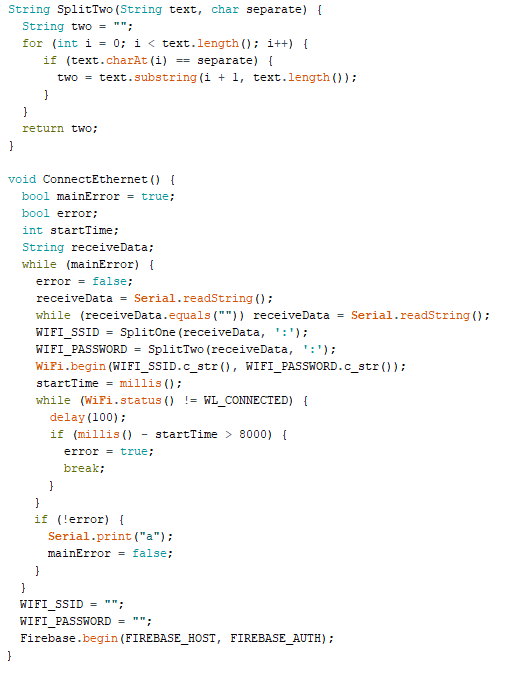 String SplitTwo(String text, char separate) {
  String two = "";
  for (int i = 0; i < text.length(); i++) {
     if (text.charAt(i) == separate) {
       two = text.substring(i + 1, text.length());
     }
  }
  return two;
}

void ConnectEthernet() {
  bool mainError = true;
  bool error;
  int startTime;
  String receiveData;
  while (mainError) {
    error = false;
    receiveData = Serial.readString();
    while (receiveData.equals("")) receiveData = Serial.readString();
    WIFI_SSID = SplitOne(receiveData, ':');
    WIFI_PASSWORD = SplitTwo(receiveData, ':');
    WiFi.begin(WIFI_SSID.c_str(), WIFI_PASSWORD.c_str());
    startTime = millis();
    while (WiFi.status() != WL_CONNECTED) {
      delay(100);
      if (millis() - startTime > 8000) {
        error = true;
        break;
      }
    }
    if (!error) {
      Serial.print("a");
      mainError = false;
    }
  }
  WIFI_SSID = "";
  WIFI_PASSWORD = "";
  Firebase.begin(FIREBASE_HOST, FIREBASE_AUTH);
}